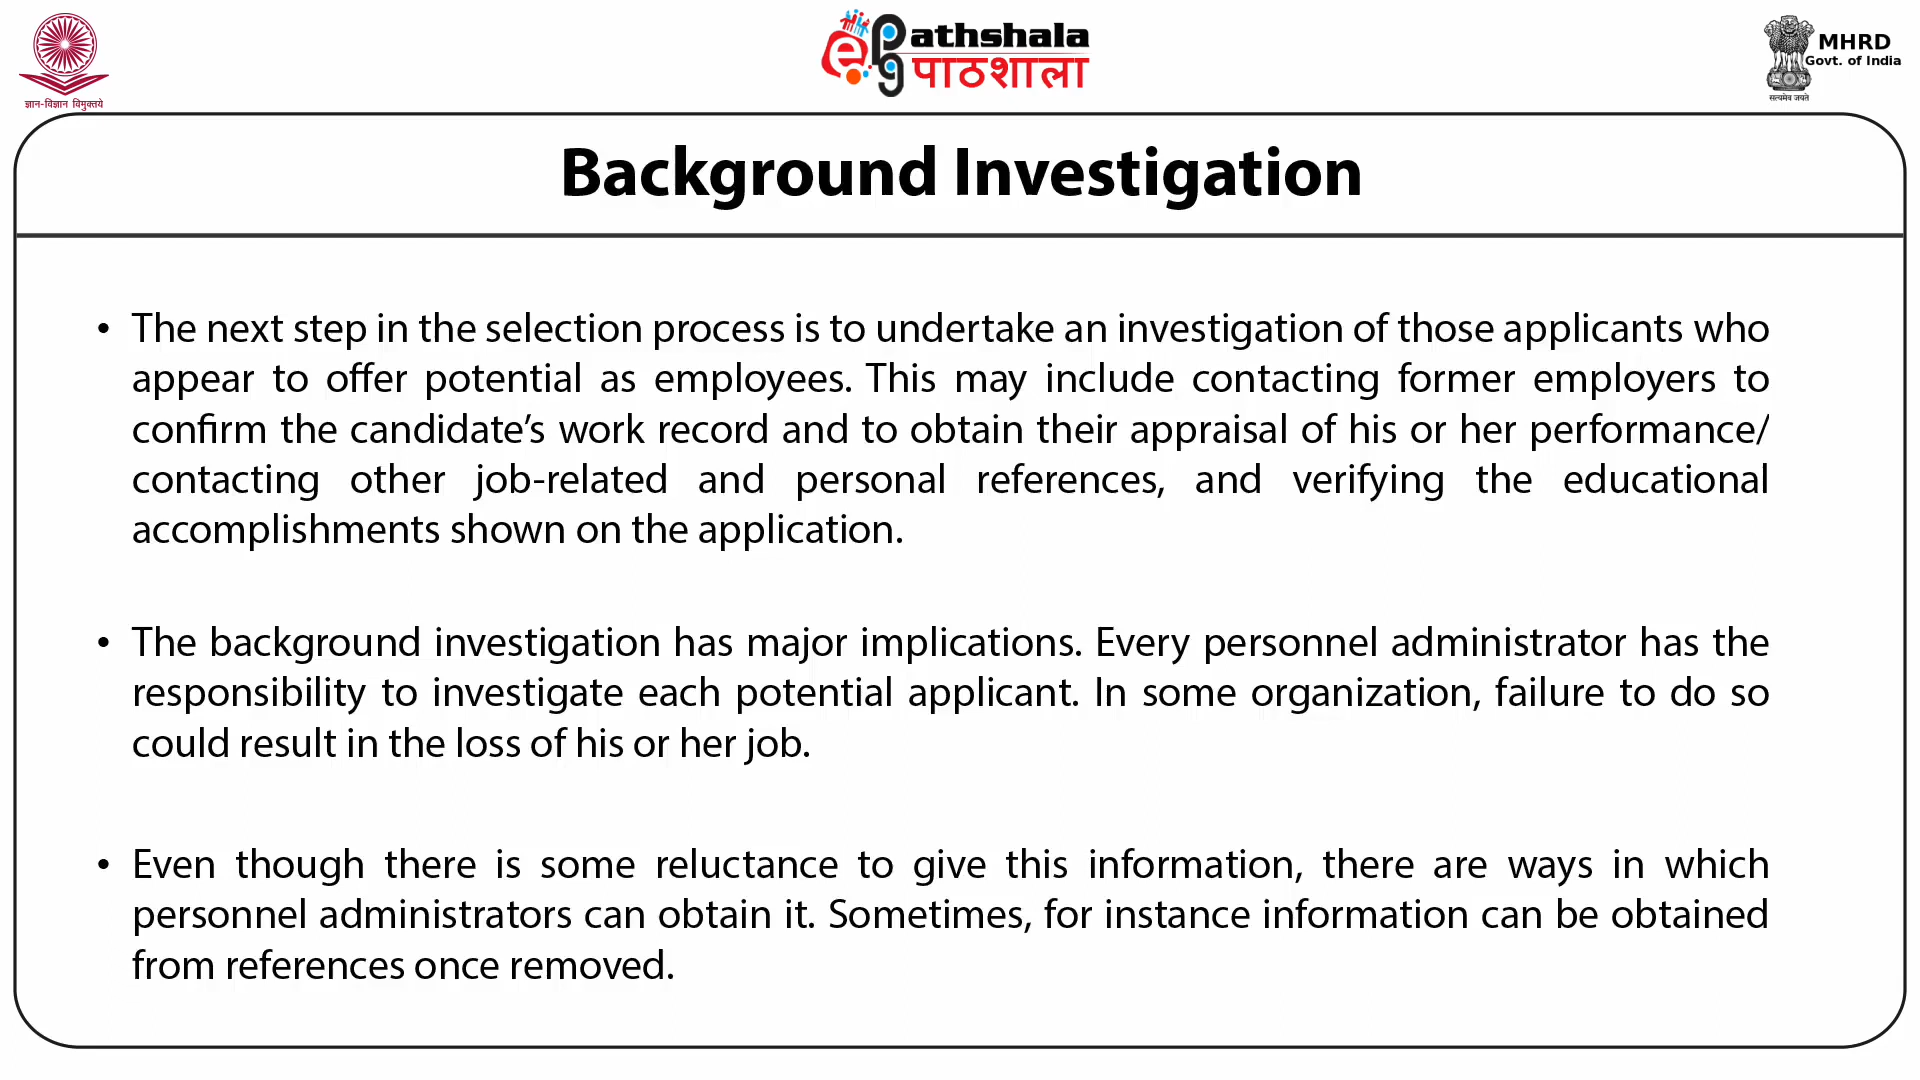 ज्ञान-विज्ञान विमुक्तये
e Pg athshala
पाठशाला
MHRD
Govt. of India
सत्यमेव जयते
Background Investigation
• The next step in the selection process is to undertake an investigation of those applicants who
appear to offer potential as employees. This may include contacting former employers to
confirm the candidate’s work record and to obtain their appraisal of his or her performance/
contacting other job-related and personal references, and verifying the educational
accomplishments shown on the application.
• The background investigation has major implications. Every personnel administrator has the
responsibility to investigate each potential applicant. In some organization, failure to do so
could result in the loss of his or her job.
• Even though there is some reluctance to give this information, there are ways in which
personnel administrators can obtain it. Sometimes, for instance information can be obtained
from references once removed.